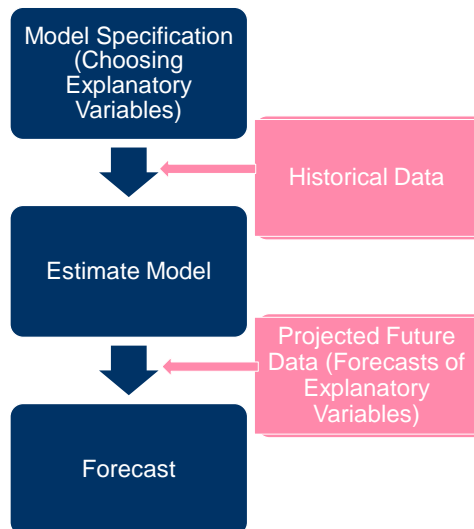 Model Specification
(Choosing
Explanatory
Variables)
Historical Data
Estimate Model
Projected Future
Data (Forecasts of
Explanatory
Variables)
Forecast